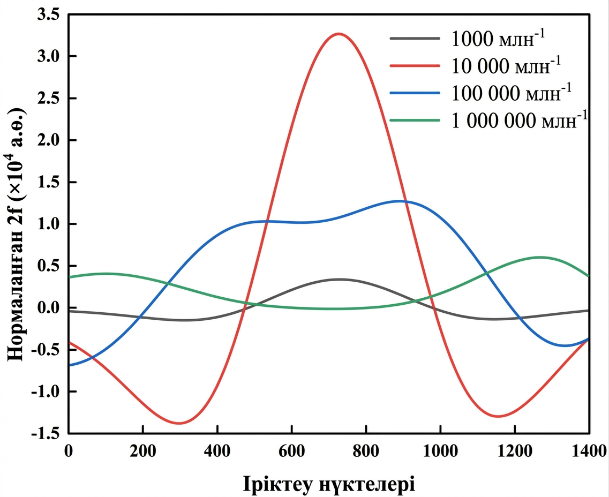 3.5
3.0
2.5
2.0
1.5
1.0
0.5
0.0
-0.5
-1.0
-1.5
Нормаланған 2f (×10⁴ а.ө.)
1000 млн⁻¹
10 000 млн⁻¹
100 000 млн⁻¹
1 000 000 млн⁻¹
0 200 400 600 800 1000 1200 1400
Іріктеу нүктелері